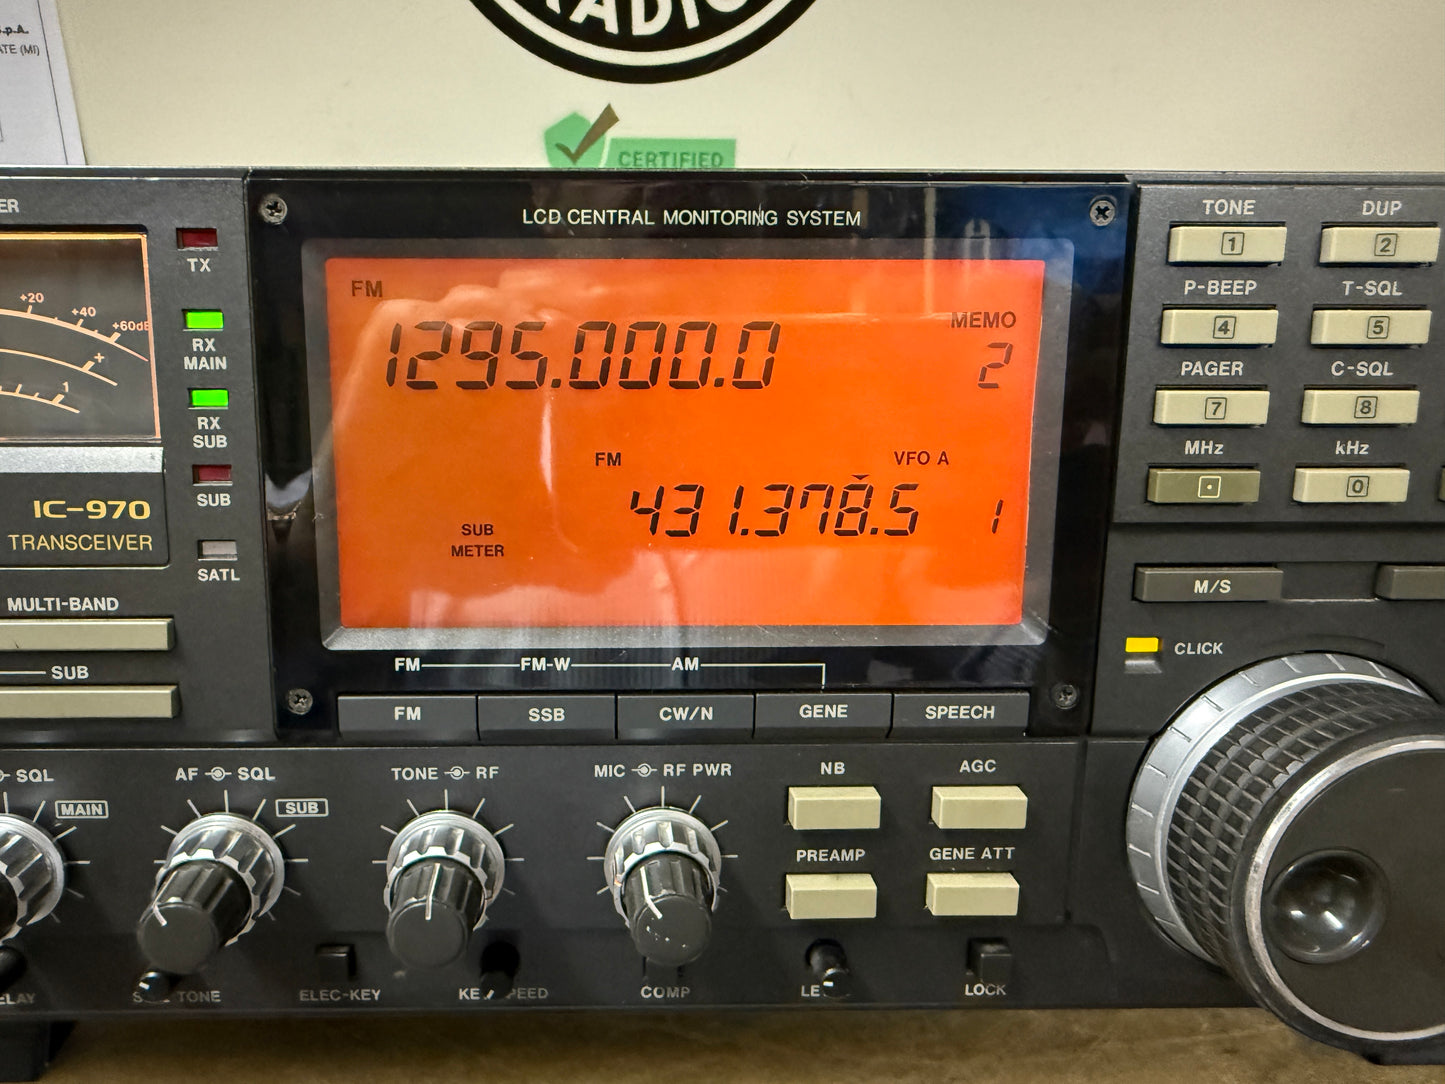 RADIO
S.p.A.
ATE (MI)
CERTIFIED
LCD CENTRAL MONITORING SYSTEM
+20
+40
+60dB
+
1
TX
RX
MAIN
RX
SUB
SUB
SATL
IC-970
TRANSCEIVER
MULTI-BAND
SUB
FM
1295.000.0
MEMO
2
FM
VFO A
431.378.5
1
SUB
METER
FM
FM-W
AM
FM
SSB
CW/N
GENE
SPEECH
TONE
DUP
1
2
P-BEEP
T-SQL
4
5
PAGER
C-SQL
7
8
MHz
kHz
.
0
M/S
CLICK
SQL
MAIN
AF
SQL
SUB
TONE
RF
MIC
RF PWR
NB
AGC
PREAMP
GENE ATT
TONE
ELEC-KEY
COMP
LOCK